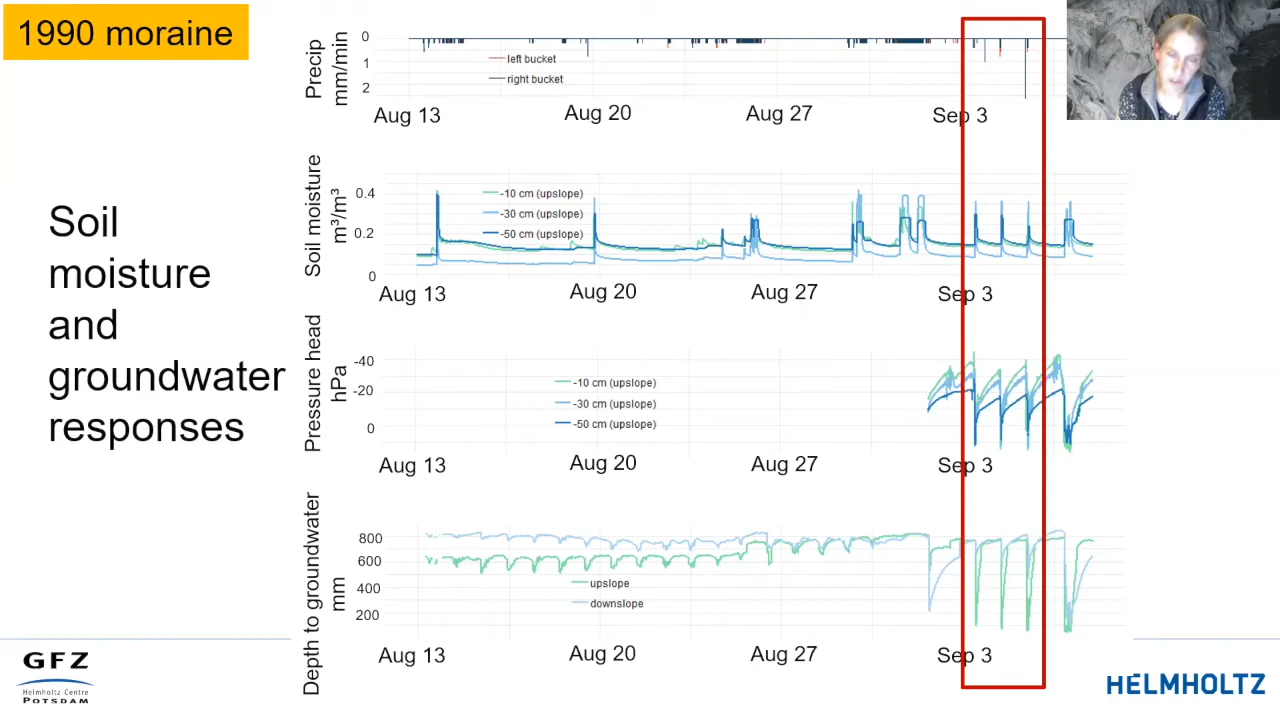 1990 moraine
Soil
moisture
and
groundwater
responses
Precip
mm/min
0
1
2
left bucket
right bucket
Aug 13
Aug 20
Aug 27
Sep 3
Soil moisture
m³/m³
0.4
0.2
0
-10 cm (upslope)
-30 cm (upslope)
-50 cm (upslope)
Aug 13
Aug 20
Aug 27
Sep 3
Pressure head
hPa
-40
-20
0
-10 cm (upslope)
-30 cm (upslope)
-50 cm (upslope)
Aug 13
Aug 20
Aug 27
Sep 3
Depth to groundwater
mm
800
600
400
200
upslope
downslope
Aug 13
Aug 20
Aug 27
Sep 3
GFZ
Helmholtz Centre
POTSDAM
HELMHOLTZ